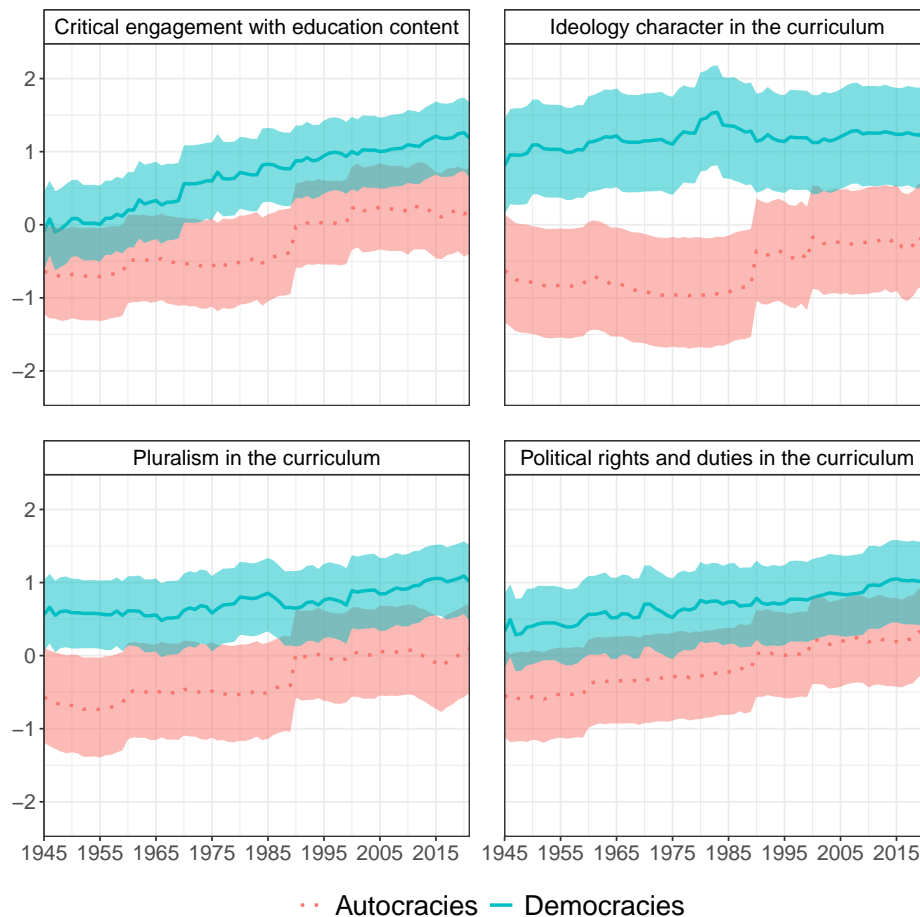 Critical engagement with education content
Ideology character in the curriculum
2
1
0
−1
−2
Pluralism in the curriculum
Political rights and duties in the curriculum
2
1
0
−1
−2
1945 1955 1965 1975 1985 1995 2005 2015
1945 1955 1965 1975 1985 1995 2005 2015
Autocracies Democracies